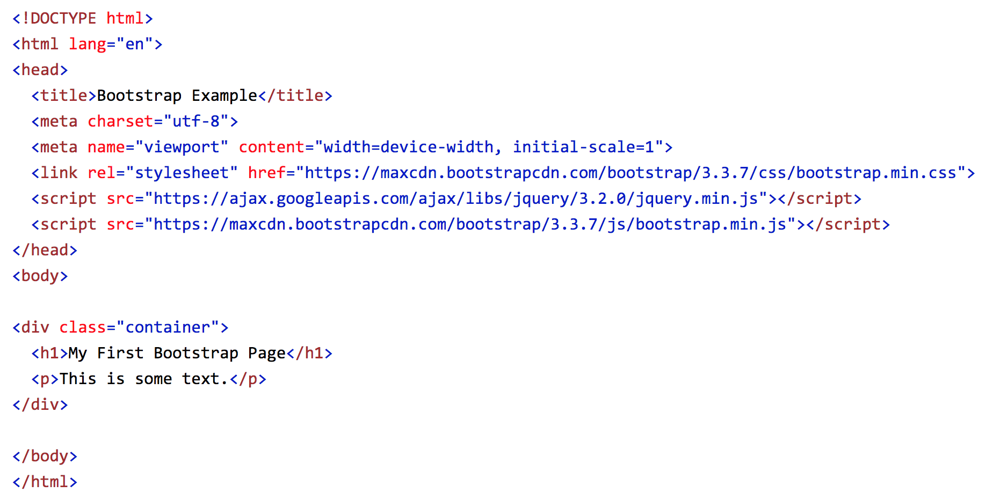 <!DOCTYPE html>
<html lang="en">
<head>
  <title>Bootstrap Example</title>
  <meta charset="utf-8">
  <meta name="viewport" content="width=device-width, initial-scale=1">
  <link rel="stylesheet" href="https://maxcdn.bootstrapcdn.com/bootstrap/3.3.7/css/bootstrap.min.css">
  <script src="https://ajax.googleapis.com/ajax/libs/jquery/3.2.0/jquery.min.js"></script>
  <script src="https://maxcdn.bootstrapcdn.com/bootstrap/3.3.7/js/bootstrap.min.js"></script>
</head>
<body>

<div class="container">
  <h1>My First Bootstrap Page</h1>
  <p>This is some text.</p>
</div>

</body>
</html>